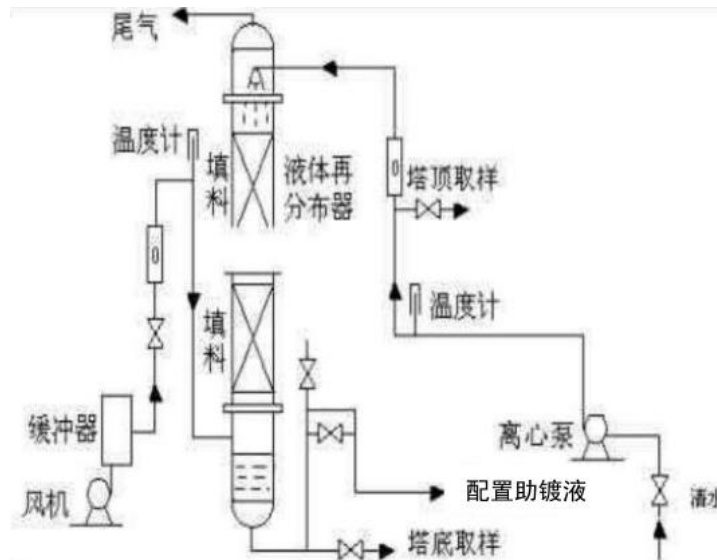 尾气
温度计
填
料
液体再
分布器
塔顶取样
温度计
填
料
缓冲器
离心泵
风机
配置助镀液
清水
塔底取样